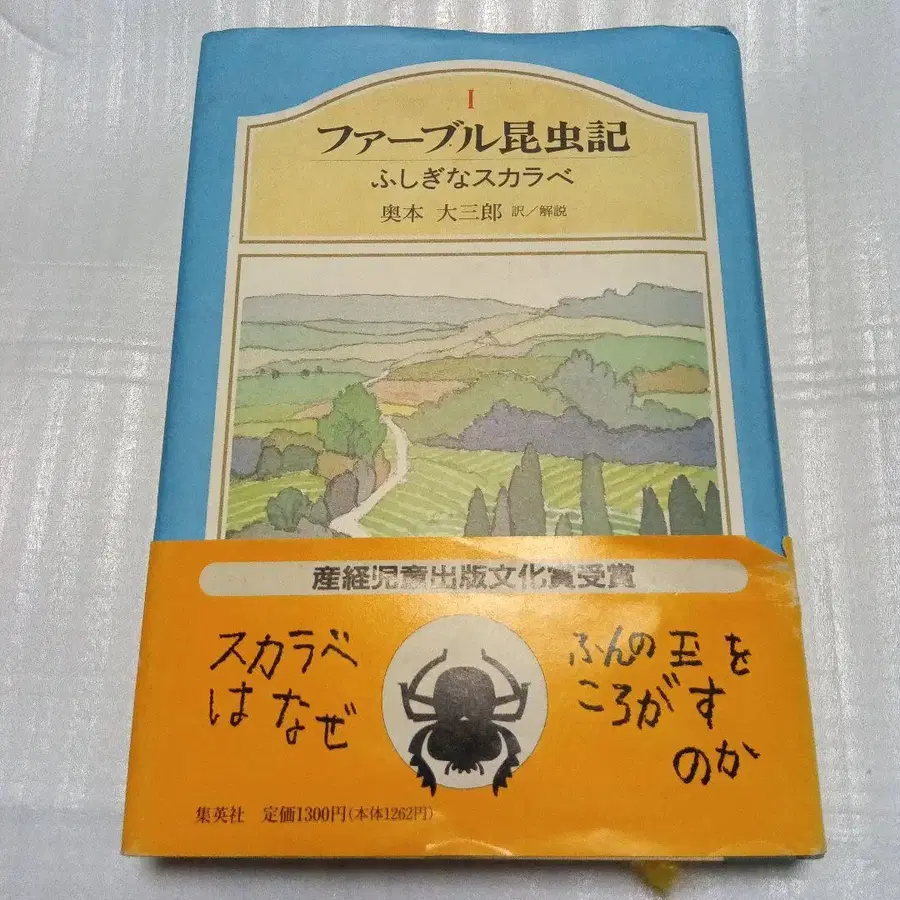 I
ファーブル昆虫記
ふしぎなスカラベ
奥本 大三郎 訳／解説
産経児童出版文化賞受賞
スカラベ
はなぜ
ふんの玉を
ころがす
のか
集英社 定価1300円(本体1262円)